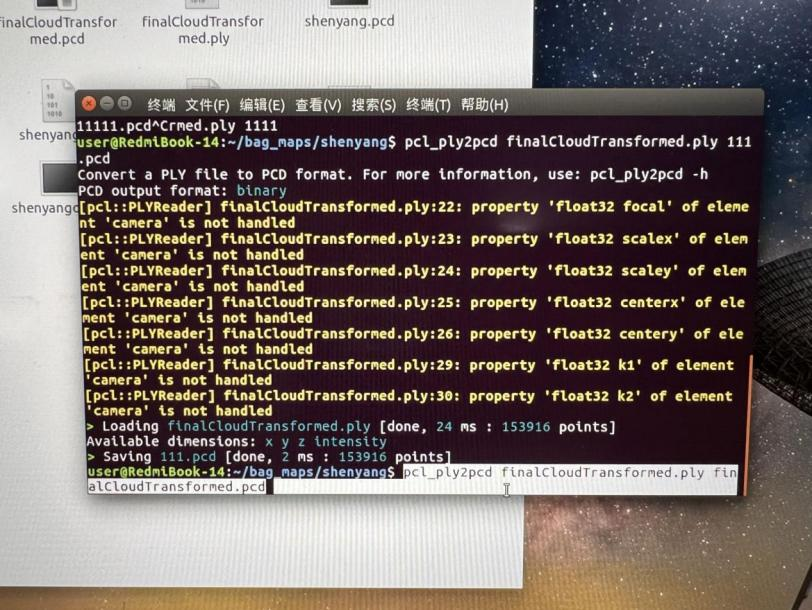 finalCloudTransfor
med.pcd
finalCloudTransfor
med.ply
shenyang.pcd
shenyang
shenyang
终端 文件(F) 编辑(E) 查看(V) 搜索(S) 终端(T) 帮助(H)
11111.pcd^Crmed.ply 1111
user@RedmiBook-14:~/bag_maps/shenyang$ pcl_ply2pcd finalCloudTransformed.ply 111
.pcd
Convert a PLY file to PCD format. For more information, use: pcl_ply2pcd -h
PCD output format: binary
[pcl::PLYReader] finalCloudTransformed.ply:22: property 'float32 focal' of eleme
nt 'camera' is not handled
[pcl::PLYReader] finalCloudTransformed.ply:23: property 'float32 scalex' of elem
ent 'camera' is not handled
[pcl::PLYReader] finalCloudTransformed.ply:24: property 'float32 scaley' of elem
ent 'camera' is not handled
[pcl::PLYReader] finalCloudTransformed.ply:25: property 'float32 centerx' of ele
ment 'camera' is not handled
[pcl::PLYReader] finalCloudTransformed.ply:26: property 'float32 centery' of ele
ment 'camera' is not handled
[pcl::PLYReader] finalCloudTransformed.ply:29: property 'float32 k1' of element
'camera' is not handled
[pcl::PLYReader] finalCloudTransformed.ply:30: property 'float32 k2' of element
'camera' is not handled
> Loading finalCloudTransformed.ply [done, 24 ms : 153916 points]
Available dimensions: x y z intensity
> Saving 111.pcd [done, 2 ms : 153916 points]
user@RedmiBook-14:~/bag_maps/shenyang$ pcl_ply2pcd finalCloudTransformed.ply fin
alCloudTransformed.pcd